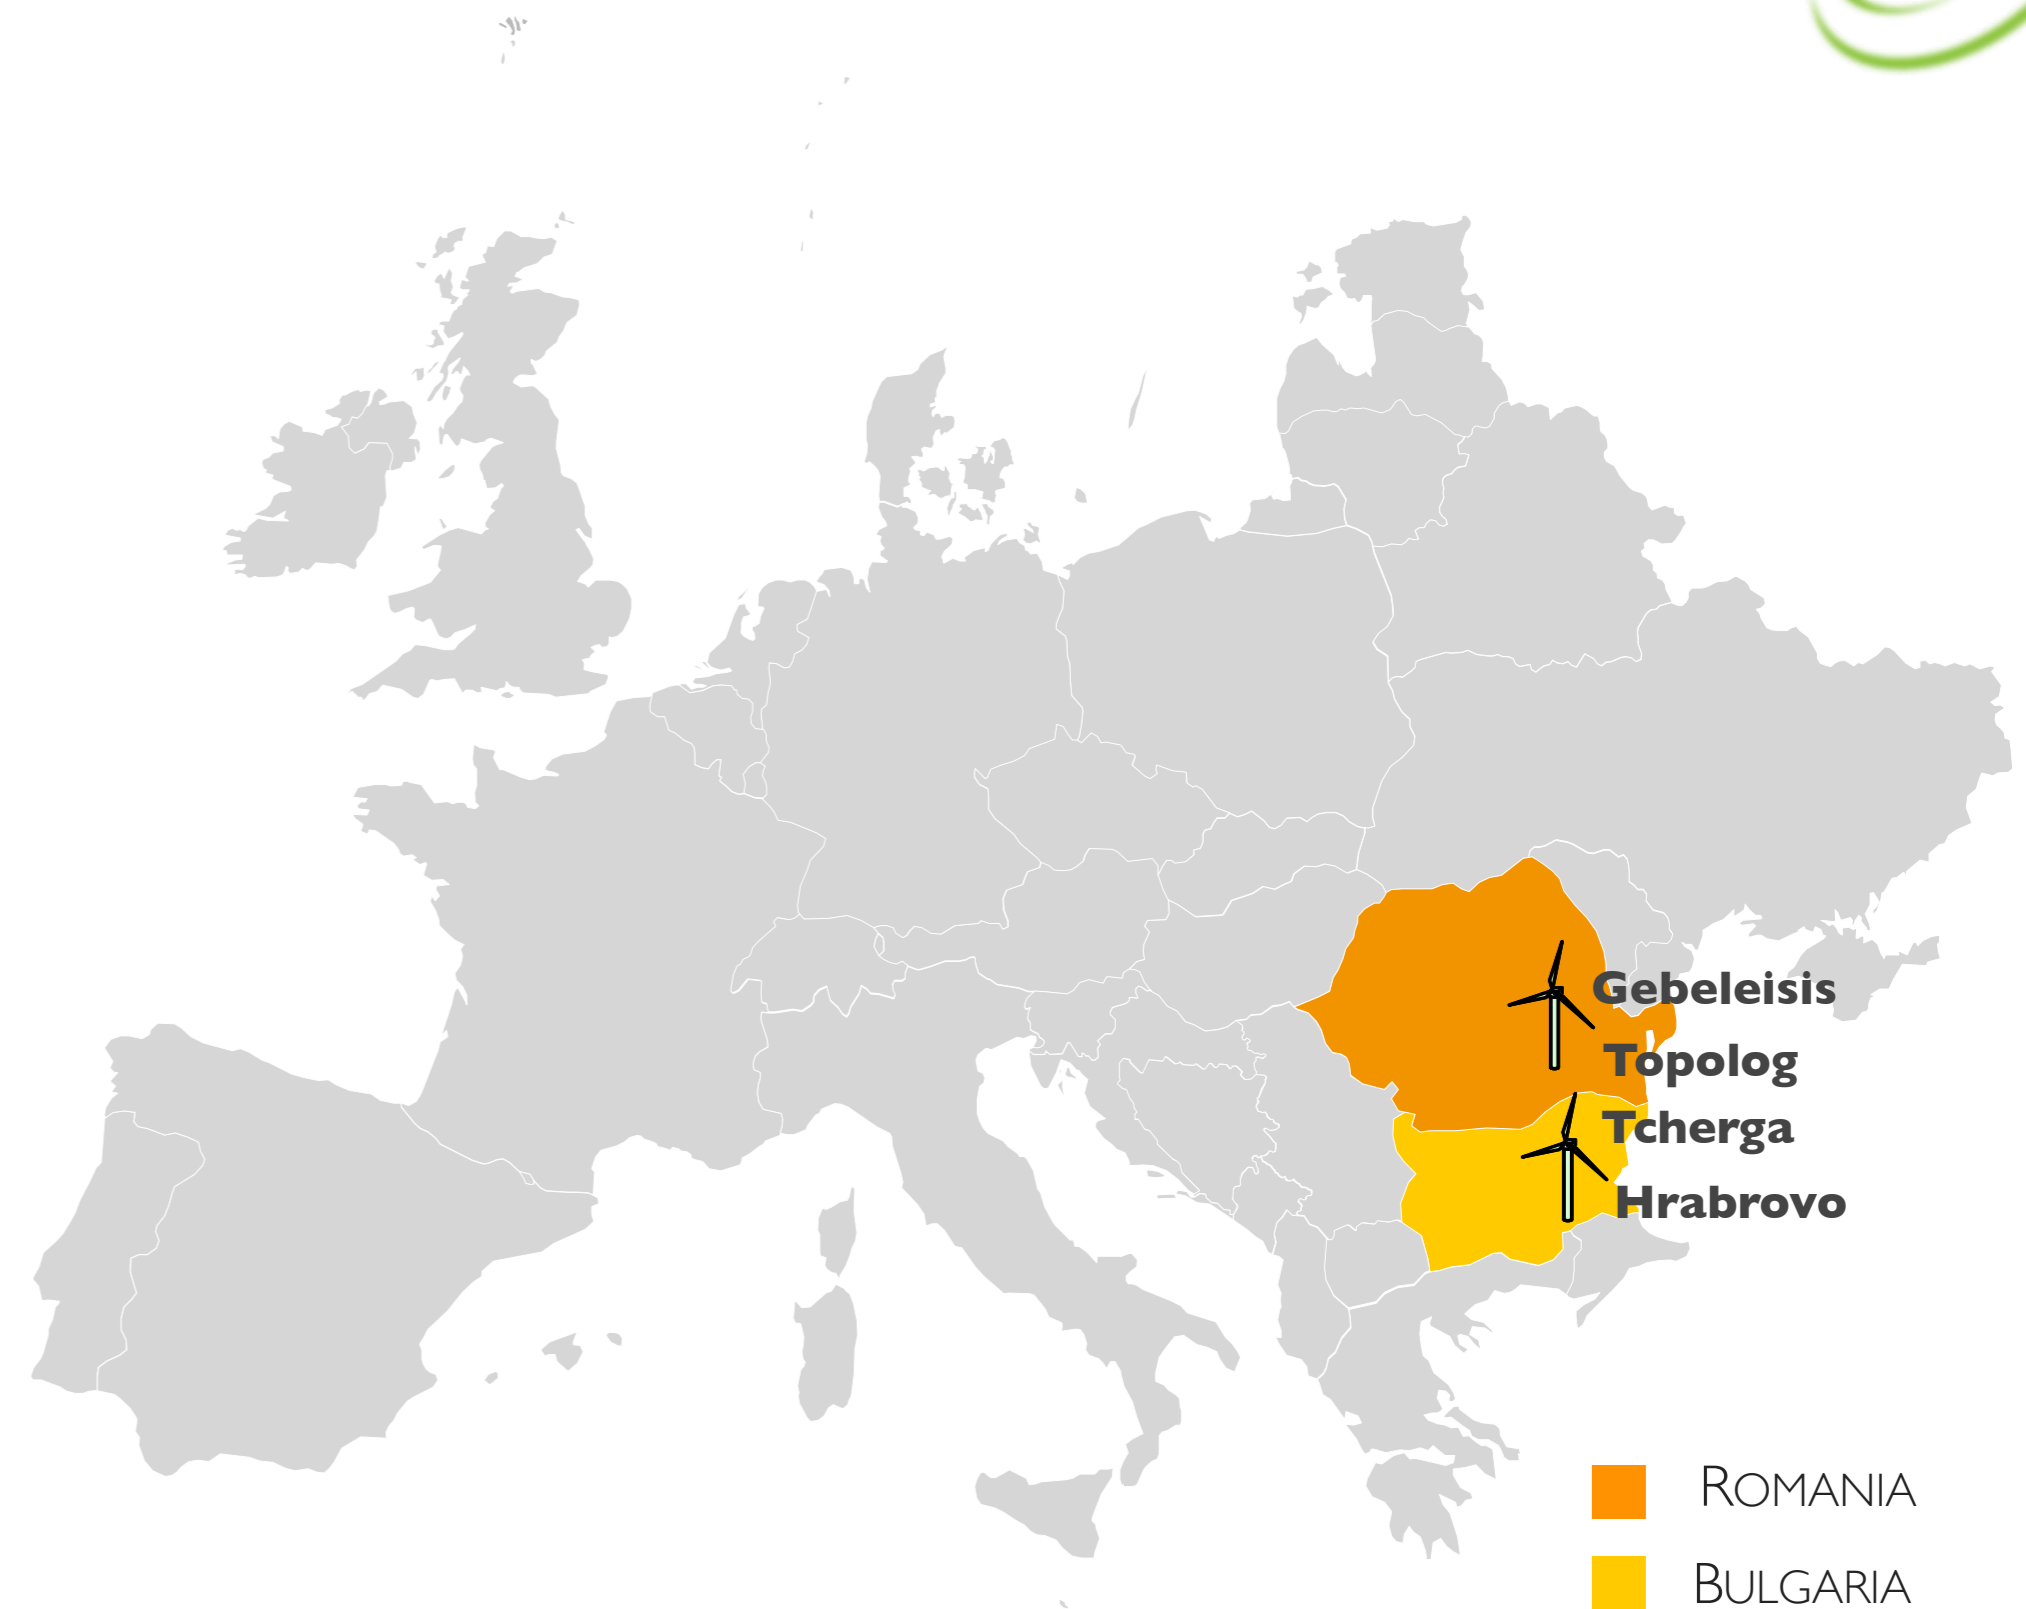 Gebeleisis
Topolog
Tcherga
Hrabrovo
ROMANIA
BULGARIA